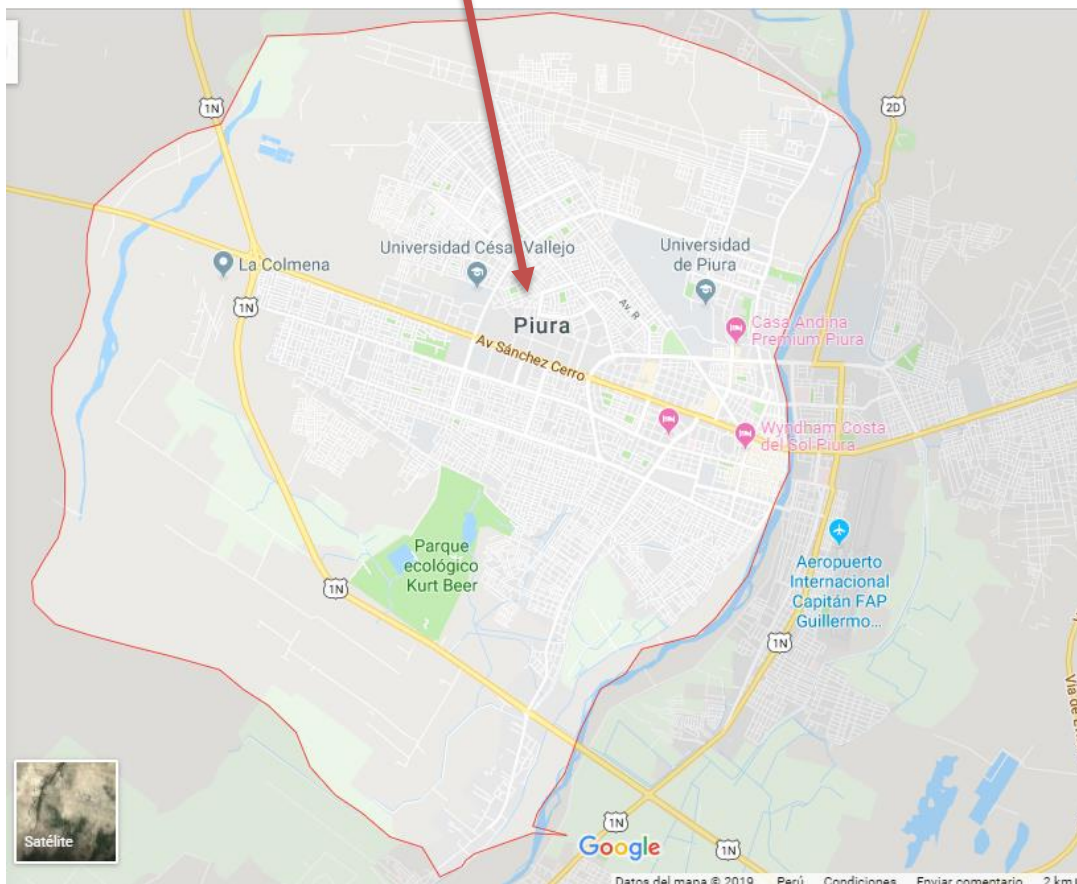 1N
2D
Universidad César Vallejo
Universidad
de Piura
La Colmena
1N
Av. R
Piura
Casa Andina
Premium Piura
Av Sánchez Cerro
Wyndham Costa
del Sol Piura
Parque
ecológico
Kurt Beer
Aeropuerto
Internacional
Capitán FAP
Guillermo...
1N
1N
Vía de
Satélite
1N
1N
Google
Datos del mapa © 2019 Perú Condiciones Enviar comentario 2 km